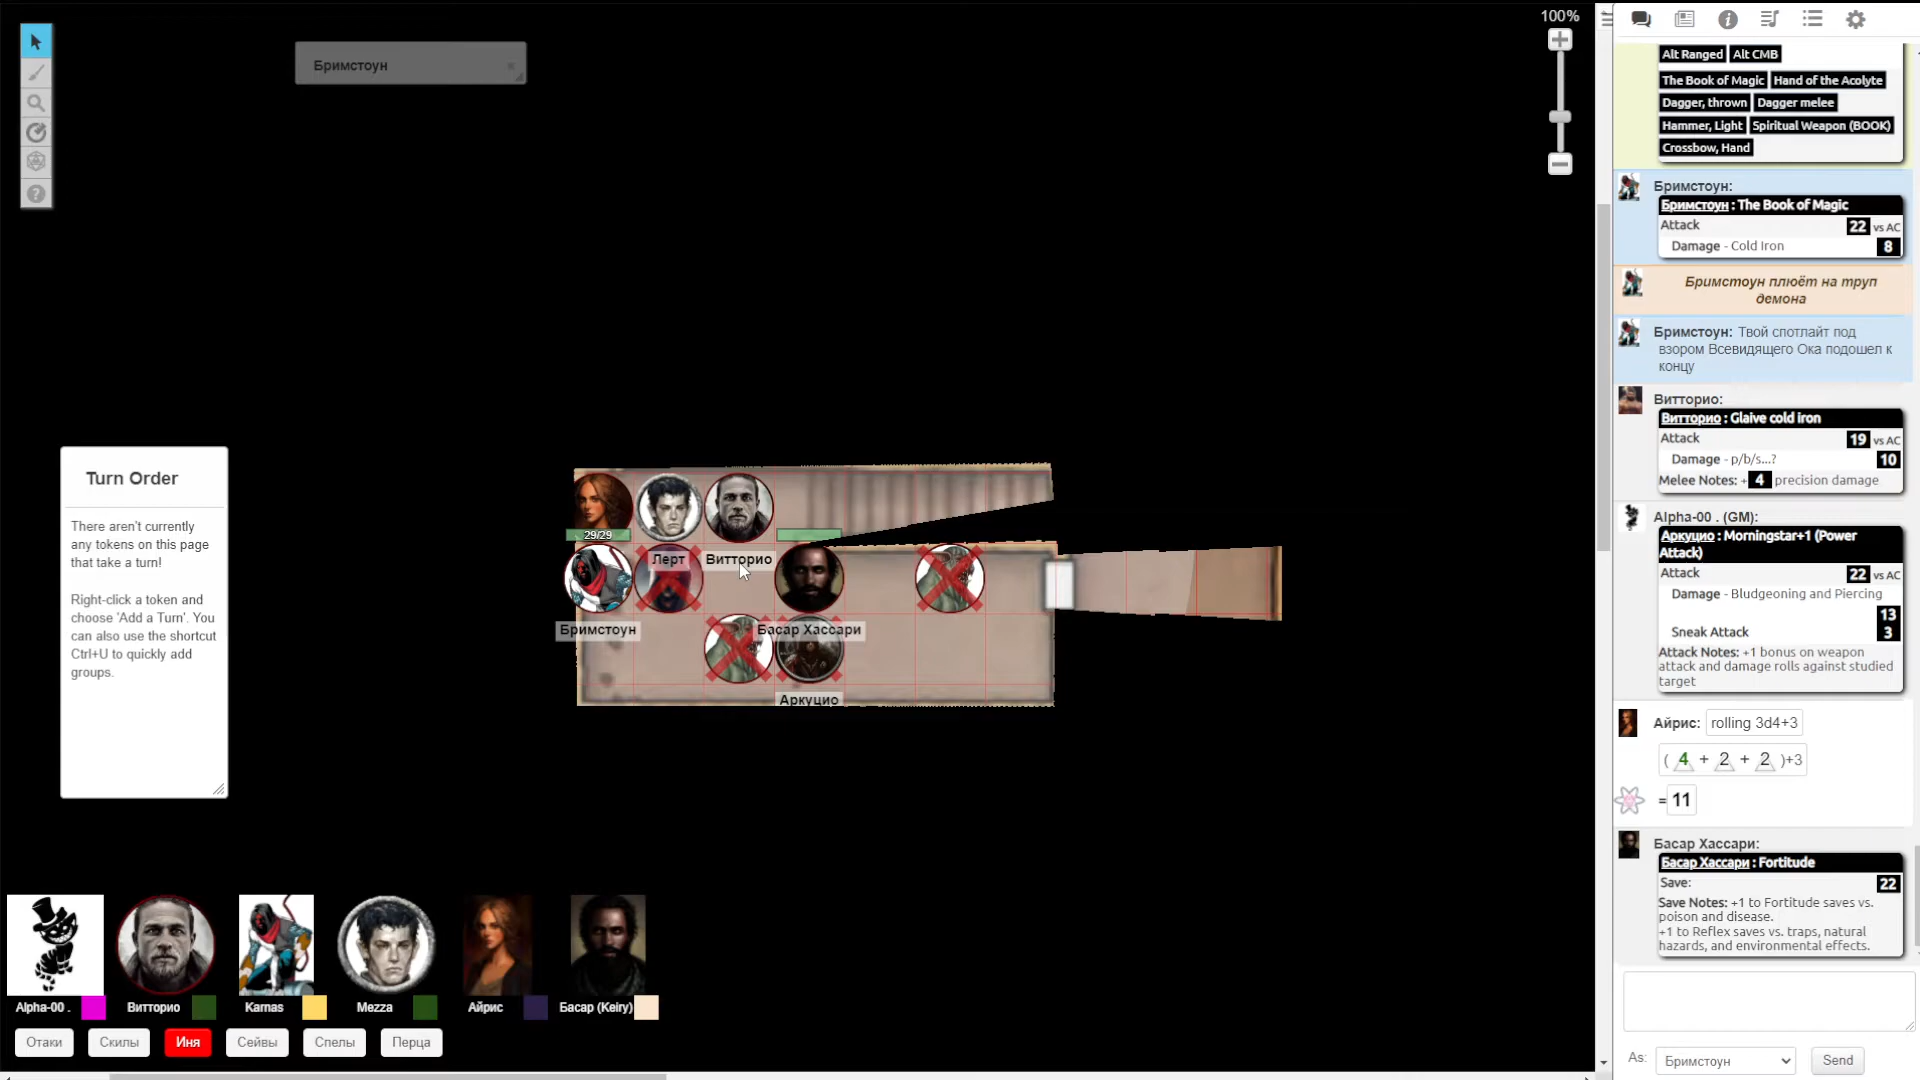 100%
Бримстоун
Turn Order
There aren't currently
any tokens on this page
that take a turn!
Right-click a token and
choose 'Add a Turn'. You
can also use the shortcut
Ctrl+U to quickly add
groups.
29/29
Лерт
Витторио
Бримстоун
Басар Хассари
Аркуцио
Alpha-00 .
Витторио
Karnas
Mezza
Айрис
Басар (Keiry)
Отаки
Скилы
Иня
Сейвы
Спелы
Перца
Alt Ranged
Alt CMB
The Book of Magic
Hand of the Acolyte
Dagger, thrown
Dagger melee
Hammer, Light
Spiritual Weapon (BOOK)
Crossbow, Hand
Бримстоун:
Бримстоун : The Book of Magic
Attack 22 vs AC
Damage - Cold Iron 8
Бримстоун плюёт на труп
демона
Бримстоун: Твой спотлайт под
взором Всевидящего Ока подошел к
концу
Витторио:
Витторио : Glaive cold iron
Attack 19 vs AC
Damage - p/b/s...? 10
Melee Notes: + 4 precision damage
Alpha-00 . (GM):
Аркуцио : Morningstar+1 (Power
Attack)
Attack 22 vs AC
Damage - Bludgeoning and Piercing
13
Sneak Attack 3
Attack Notes: +1 bonus on weapon
attack and damage rolls against studied
target
Айрис: rolling 3d4+3
( 4 + 2 + 2 )+3
= 11
Басар Хассари:
Басар Хассари : Fortitude
Save: 22
Save Notes: +1 to Fortitude saves vs.
poison and disease.
+1 to Reflex saves vs. traps, natural
hazards, and environmental effects.
As: Бримстоун Send